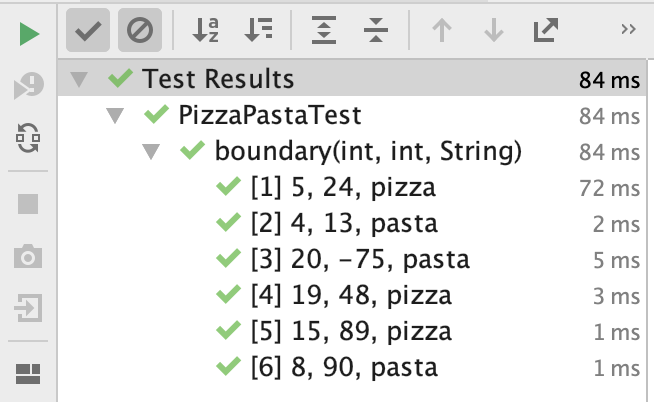 Test Results 84 ms
PizzaPastaTest 84 ms
boundary(int, int, String) 84 ms
[1] 5, 24, pizza 72 ms
[2] 4, 13, pasta 2 ms
[3] 20, −75, pasta 5 ms
[4] 19, 48, pizza 3 ms
[5] 15, 89, pizza 1 ms
[6] 8, 90, pasta 1 ms